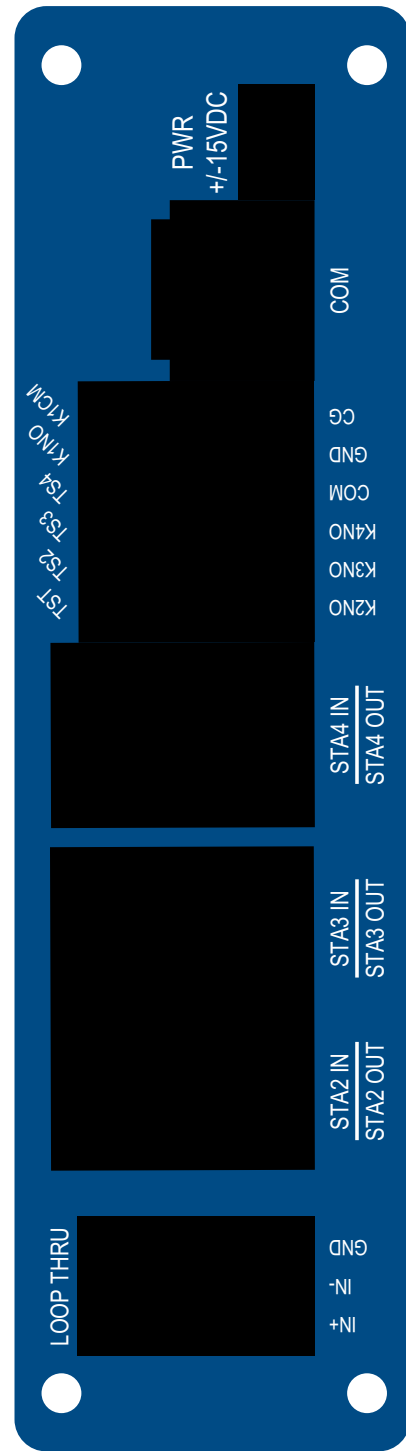 PWR
+/-15VDC
COM
K1CM
K1NO
TS4
TS3
TS2
TST
CG
GND
COM
K4NO
K3NO
K2NO
STA4 IN
STA4 OUT
STA3 IN
STA3 OUT
STA2 IN
STA2 OUT
LOOP THRU
GND
IN-
IN+